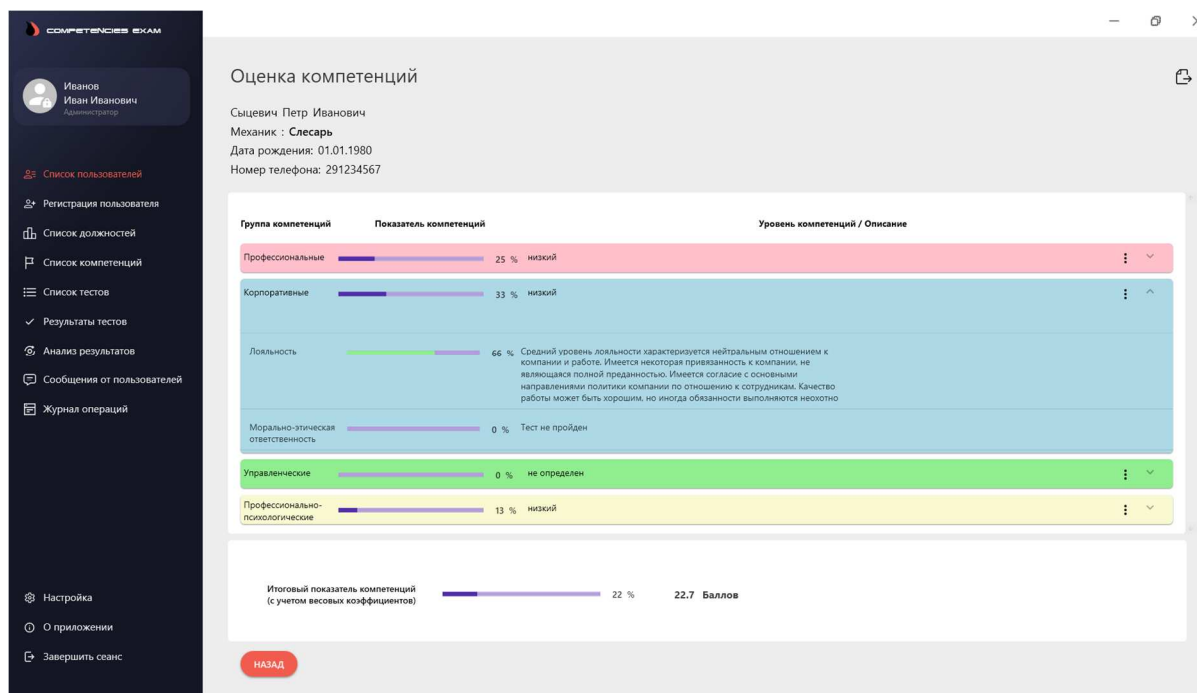 COMPETENCIES EXAM
Иванов
Иван Иванович
Администратор
Список пользователей
Регистрация пользователя
Список должностей
Список компетенций
Список тестов
Результаты тестов
Анализ результатов
Сообщения от пользователей
Журнал операций
Настройка
О приложении
Завершить сеанс
Оценка компетенций
Сыцевич Петр Иванович
Механик : Слесарь
Дата рождения: 01.01.1980
Номер телефона: 291234567
Группа компетенций Показатель компетенций Уровень компетенций / Описание
Профессиональные 25 % низкий
Корпоративные 33 % низкий
Лояльность 66 % Средний уровень лояльности характеризуется нейтральным отношением к
компании и работе. Имеется некоторая привязанность к компании, не
являющаяся полной преданностью. Имеется согласие с основными
направлениями политики компании по отношению к сотрудникам. Качество
работы может быть хорошим, но иногда обязанности выполняются неохотно
Морально-этическая
ответственность 0 % Тест не пройден
Управленческие 0 % не определен
Профессионально-
психологические 13 % низкий
Итоговый показатель компетенций
(с учетом весовых коэффициентов) 22 % 22.7 Баллов
НАЗАД